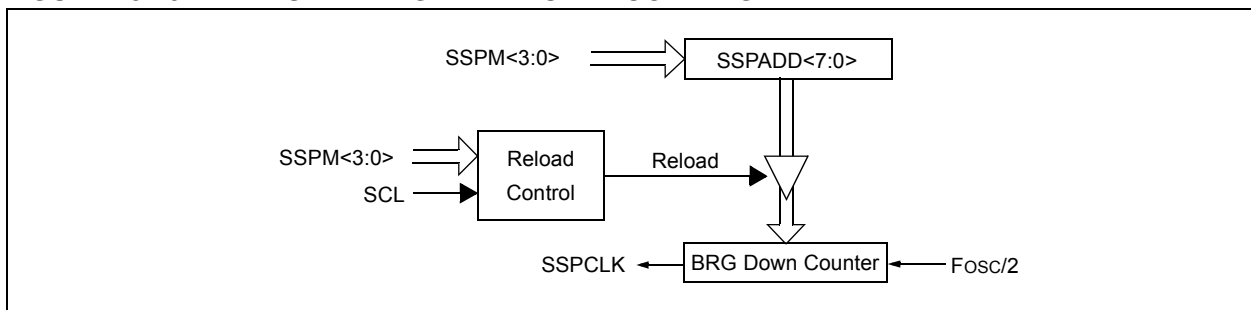 SSPM<3:0>
SSPADD<7:0>
SSPM<3:0>
SCL
Reload
Control
Reload
SSPCLK
BRG Down Counter
FOSC/2